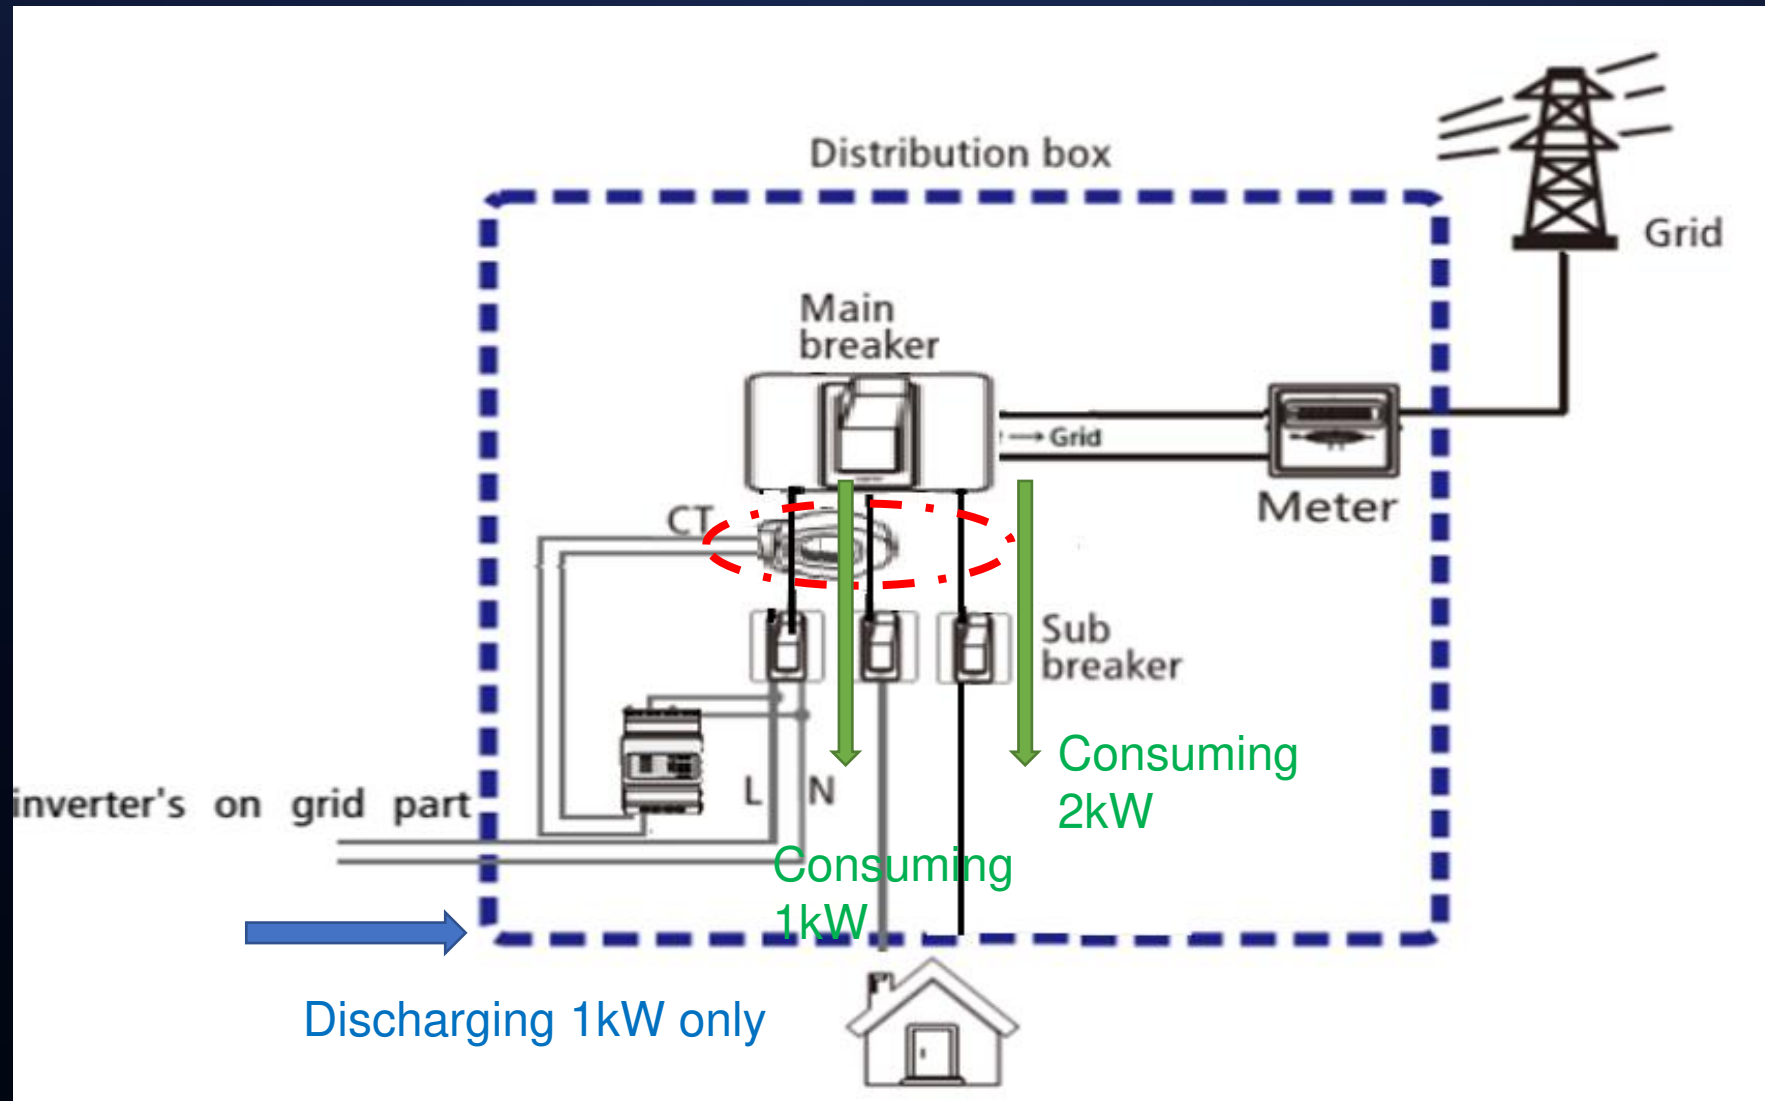 Distribution box
Grid
Main
breaker
→ Grid
Meter
CT
Sub
breaker
Consuming
2kW
L N
inverter's on grid part
Consuming
1kW
Discharging 1kW only